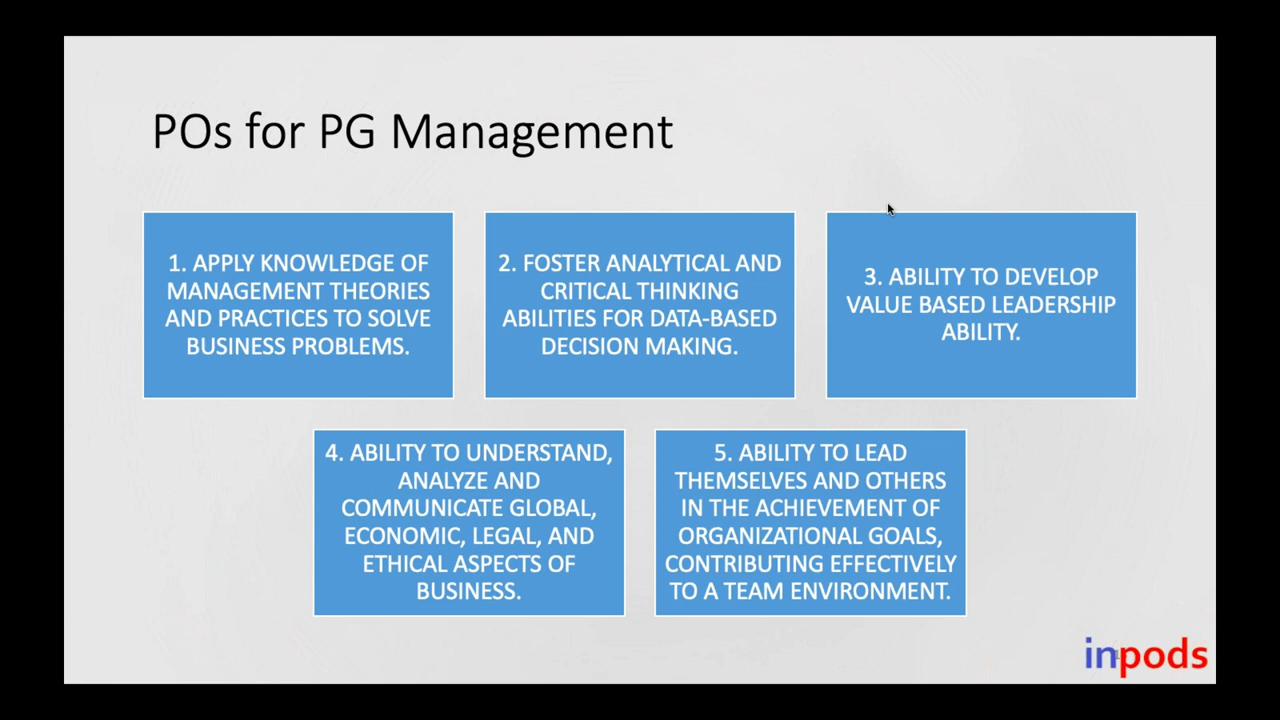 POs for PG Management
1. APPLY KNOWLEDGE OF
MANAGEMENT THEORIES
AND PRACTICES TO SOLVE
BUSINESS PROBLEMS.
2. FOSTER ANALYTICAL AND
CRITICAL THINKING
ABILITIES FOR DATA-BASED
DECISION MAKING.
3. ABILITY TO DEVELOP
VALUE BASED LEADERSHIP
ABILITY.
4. ABILITY TO UNDERSTAND,
ANALYZE AND
COMMUNICATE GLOBAL,
ECONOMIC, LEGAL, AND
ETHICAL ASPECTS OF
BUSINESS.
5. ABILITY TO LEAD
THEMSELVES AND OTHERS
IN THE ACHIEVEMENT OF
ORGANIZATIONAL GOALS,
CONTRIBUTING EFFECTIVELY
TO A TEAM ENVIRONMENT.
inpods